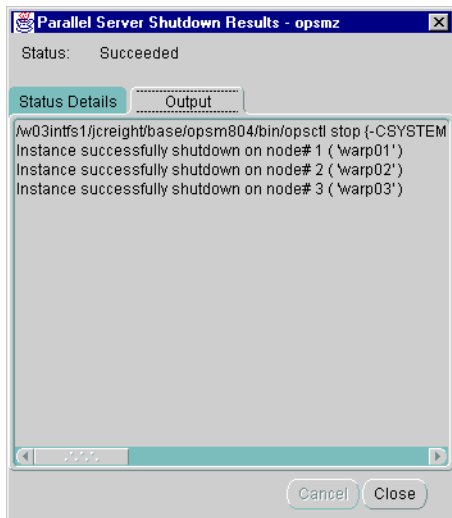 Parallel Server Shutdown Results - opsmz
Status: Succeeded
Status Details Output
/w03intfs1/jcreight/base/opsm804/bin/opsctl stop {-CSYSTEM
Instance successfully shutdown on node# 1 ( 'warp01')
Instance successfully shutdown on node# 2 ( 'warp02')
Instance successfully shutdown on node# 3 ( 'warp03')
Cancel Close